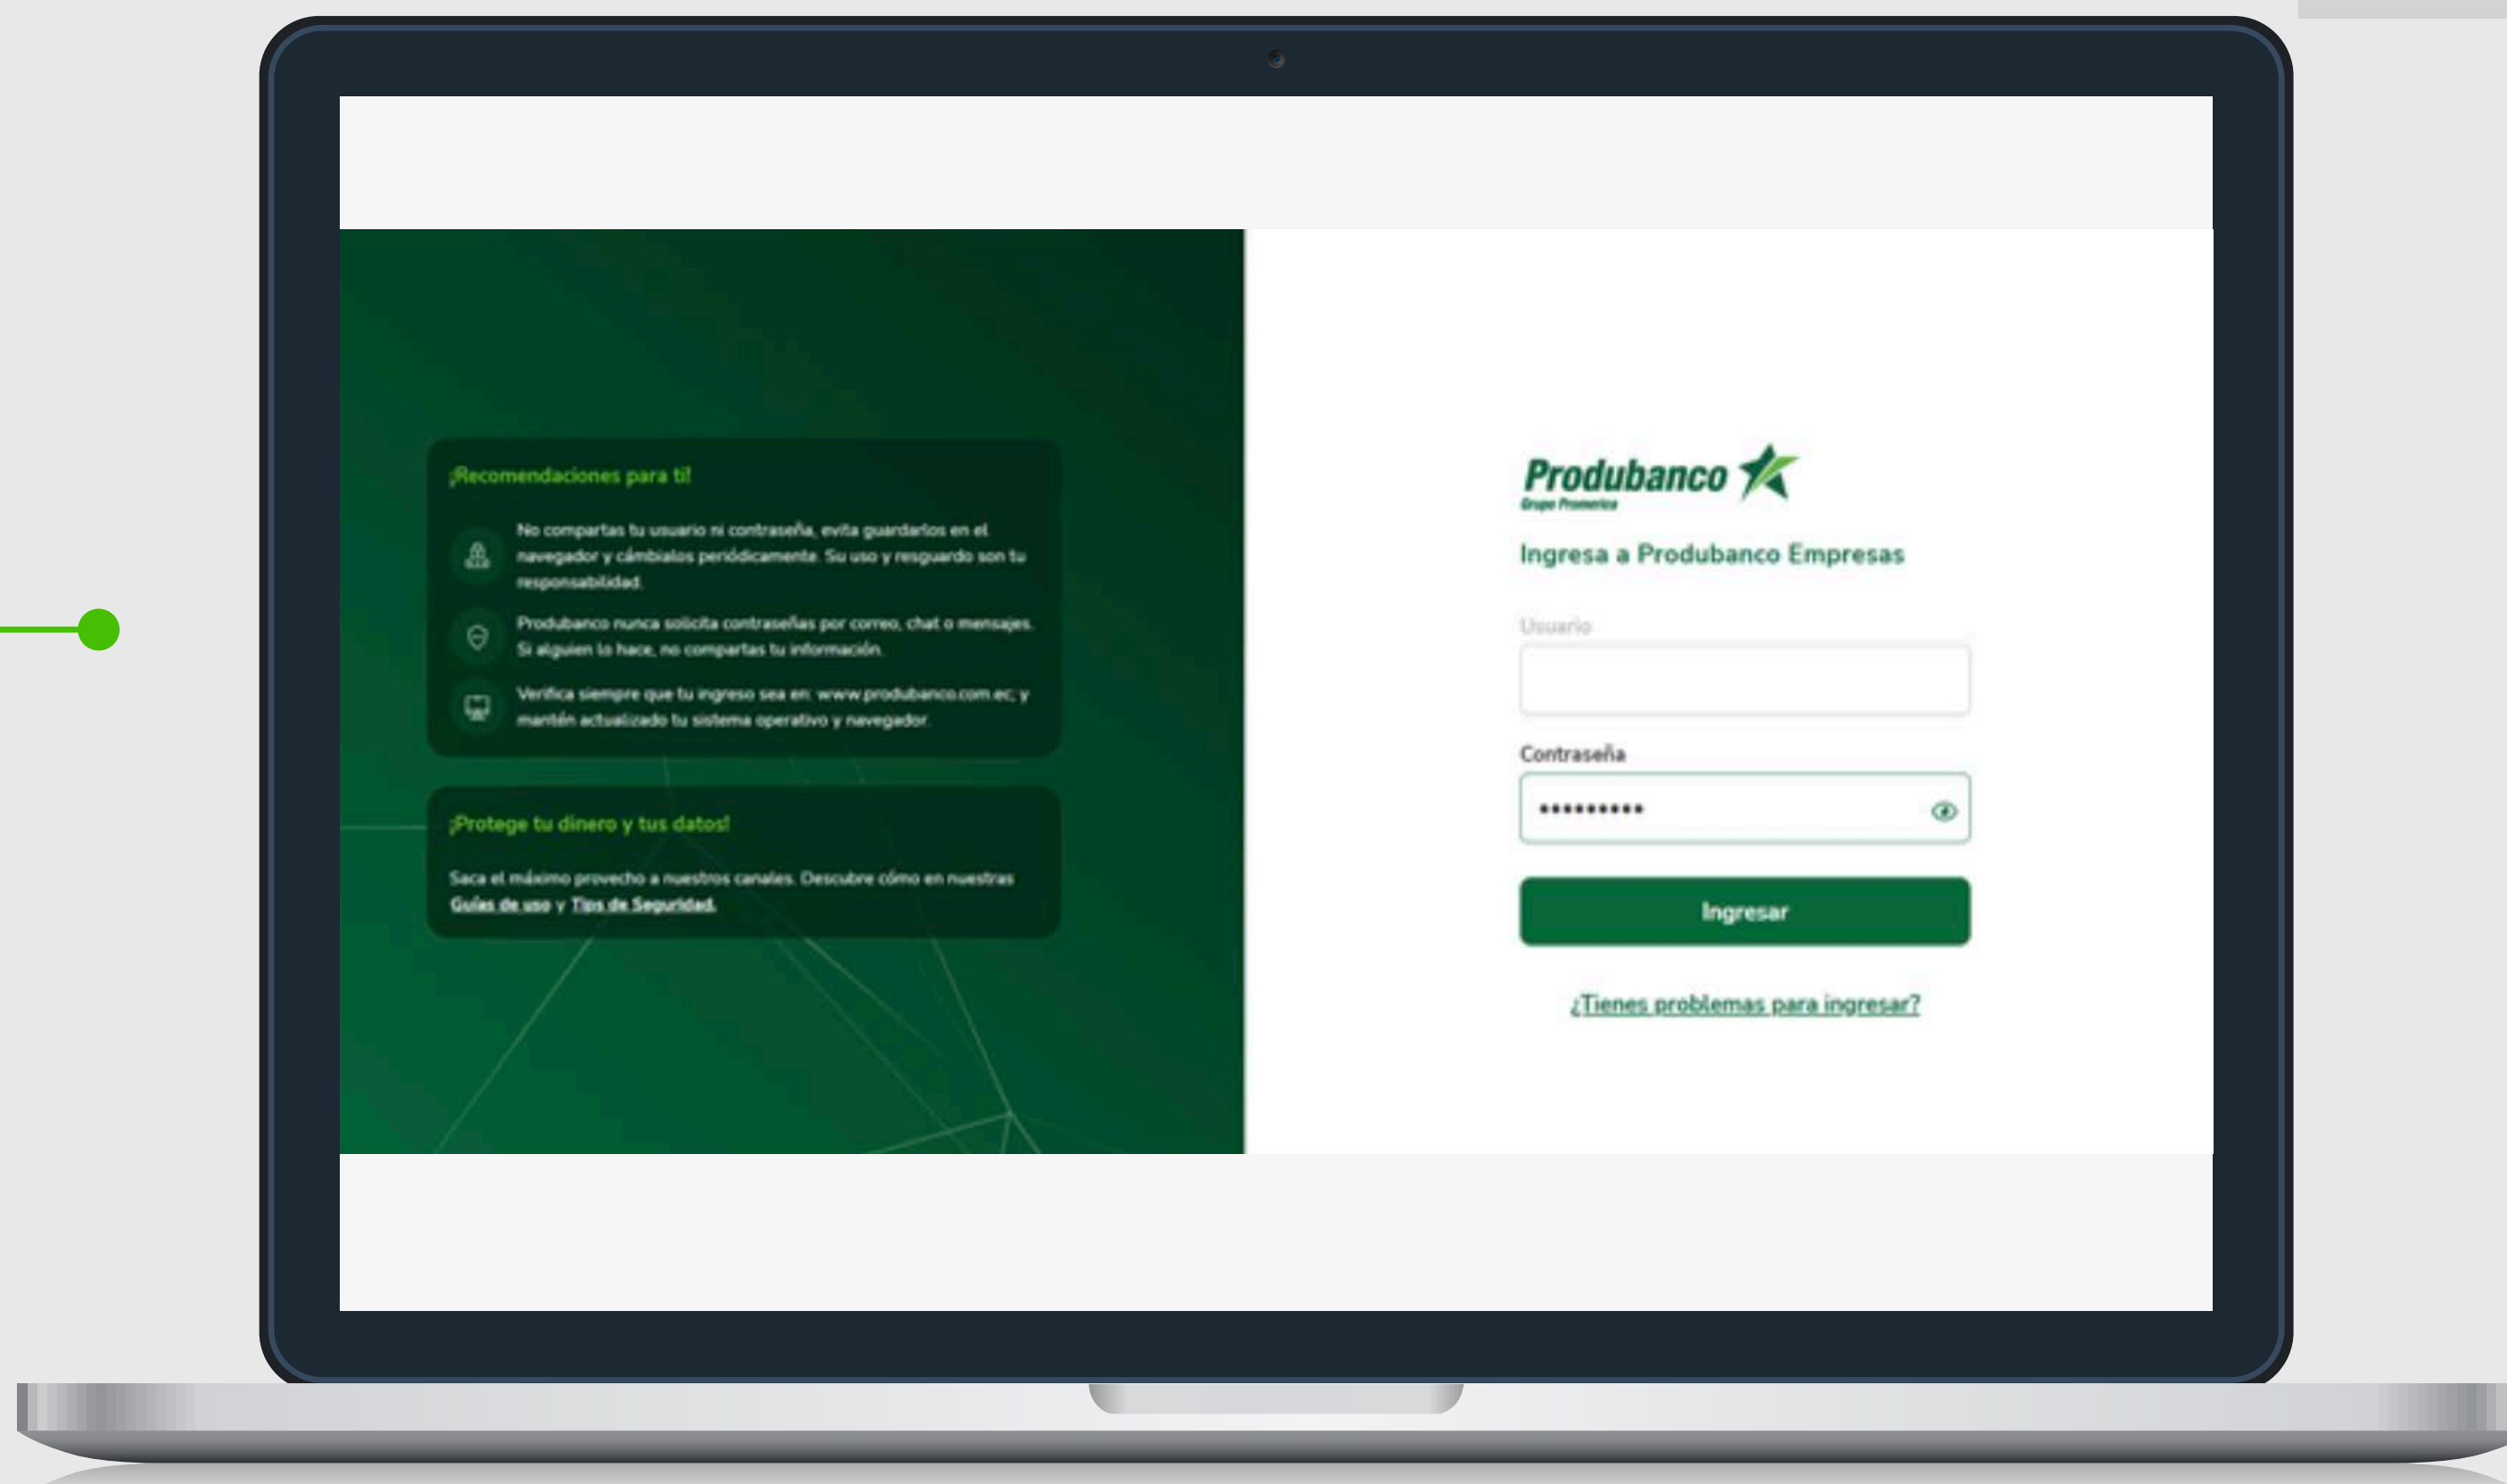 ¡Recomendaciones para ti!
No compartas tu usuario ni contraseña, evita guardarlos en el
navegador y cámbialos periódicamente. Su uso y resguardo son tu
responsabilidad.
Produbanco nunca solicita contraseñas por correo, chat o mensajes.
Si alguien lo hace, no compartas tu información.
Verifica siempre que tu ingreso sea en: www.produbanco.com.ec; y
mantén actualizado tu sistema operativo y navegador.
¡Protege tu dinero y tus datos!
Saca el máximo provecho a nuestros canales. Descubre cómo en nuestras
Guías de uso y Tips de Seguridad.
Produbanco
Grupo Promerica
Ingresa a Produbanco Empresas
Usuario
Contraseña
•••••••••
Ingresar
¿Tienes problemas para ingresar?